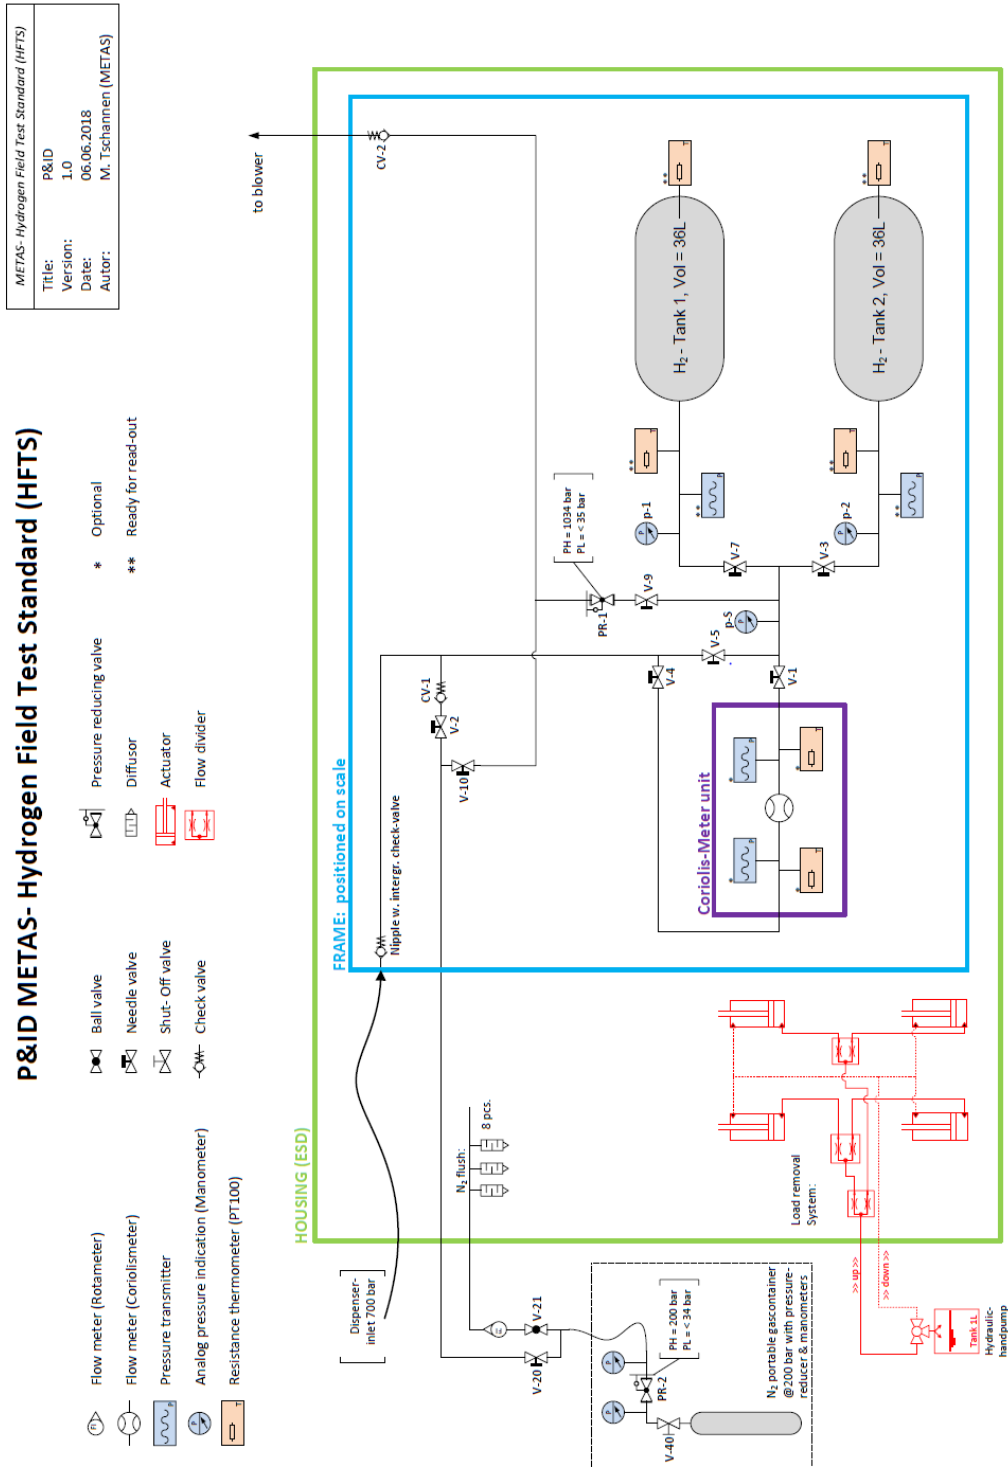 P&ID METAS- Hydrogen Field Test Standard (HFTS)
METAS- Hydrogen Field Test Standard (HFTS)
Title: P&ID
Version: 1.0
Date: 06.06.2018
Autor: M. Tschannen (METAS)
Flow meter (Rotameter)
Flow meter (Coriolismeter)
Pressure transmitter
Analog pressure indication (Manometer)
Resistance thermometer (PT100)
Ball valve
Needle valve
Shut- Off valve
Check valve
Pressure reducing valve
Diffusor
Actuator
Flow divider
* Optional
** Ready for read-out
HOUSING (ESD)
FRAME: positioned on scale
to blower
CV-2
Dispenser-
inlet 700 bar
Nipple w. intergr. check-valve
N₂ flush:
8 pcs.
V-10
V-2
CV-1
V-20
V-21
FI
PH = 1034 bar
PL = < 35 bar
PR-1
V-9
V-4
V-5
p-S
V-1
V-7
V-3
p-1
p-2
**
**
**
**
**
**
H₂ - Tank 1, Vol = 36L
H₂ - Tank 2, Vol = 36L
Coriolis-Meter unit
*
*
*
*
PH = 200 bar
PL = < 34 bar
PR-2
V-40
N₂ portable gascontainer
@200 bar with pressure-
reducer & manometers
Load removal
System:
>> up >>
>> down >>
Tank 1L
Hydraulic-
handpump